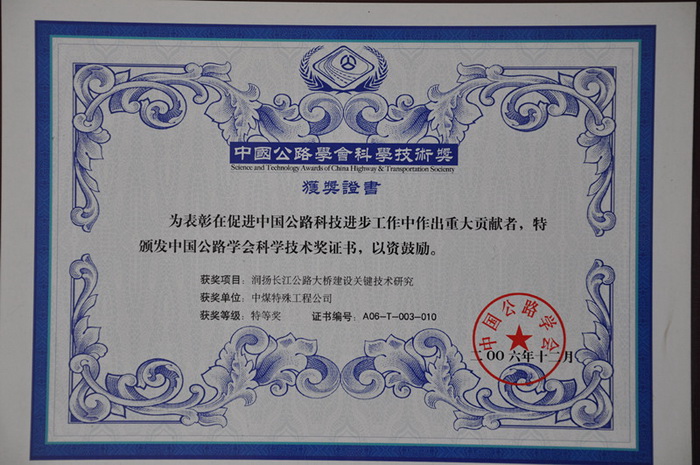 中國公路學會科學技術獎
Science and Technology Awards of China Highway & Transportation Socienty
獲獎證書
为表彰在促进中国公路科技进步工作中作出重大贡献者，特
颁发中国公路学会科学技术奖证书，以资鼓励。
获奖项目：润扬长江公路大桥建设关键技术研究
获奖单位：中煤特殊工程公司
获奖等级：特等奖 证书编号：A06-T-003-010
中国公路学会
二OO六年十二月